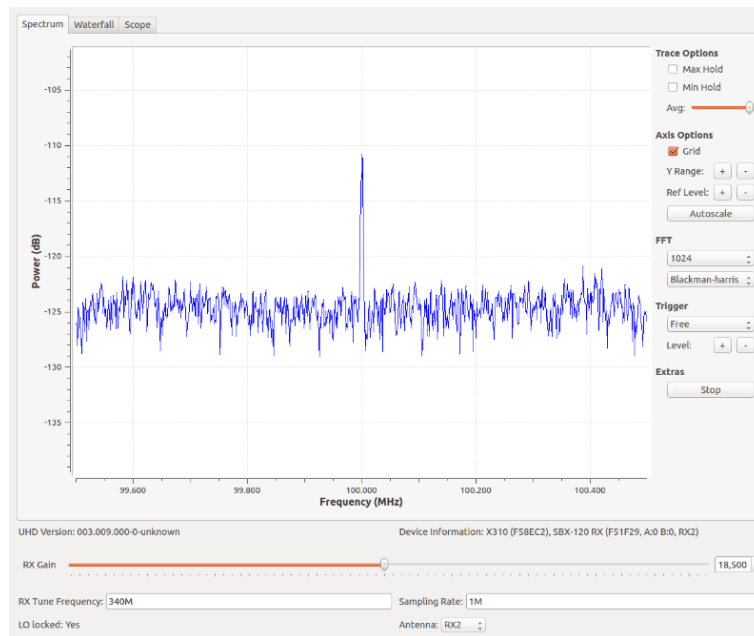 Spectrum Waterfall Scope
Trace Options
Max Hold
Min Hold
Avg:
Axis Options
Grid
Y Range: + -
Ref Level: + -
Autoscale
FFT
1024
Blackman-harris
Trigger
Free
Level: + -
Extras
Stop
Power (dB)
-105
-110
-115
-120
-125
-130
-135
99.600 99.800 100.000 100.200 100.400
Frequency (MHz)
UHD Version: 003.009.000-0-unknown
Device Information: X310 (F58EC2), SBX-120 RX (F51F29, A:0 B:0, RX2)
RX Gain 18,500
RX Tune Frequency: 340M
Sampling Rate: 1M
LO locked: Yes
Antenna: RX2